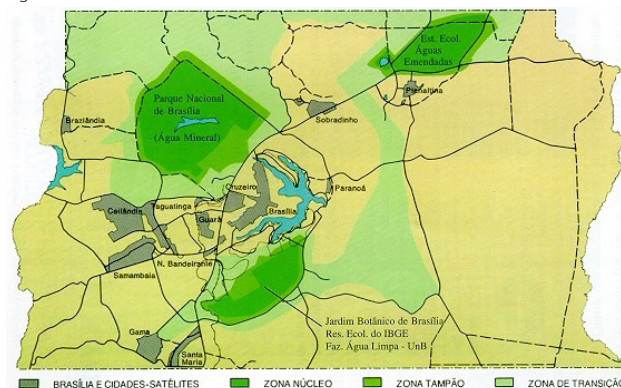 Est. Ecol.
Águas
Emendadas
Planaltina
Parque Nacional
de Brasília
(Água Mineral)
Brazlândia
Sobradinho
Cruzeiro
Paranoá
Taguatinga
Ceilândia
Guará
Brasília
N. Bandeirante
Samambaia
Jardim Botânico de Brasília
Res. Ecol. do IBGE
Faz. Água Limpa - UnB
Gama
Santa
Maria
BRASÍLIA E CIDADES-SATÉLITES
ZONA NÚCLEO
ZONA TAMPÃO
ZONA DE TRANSIÇÃO